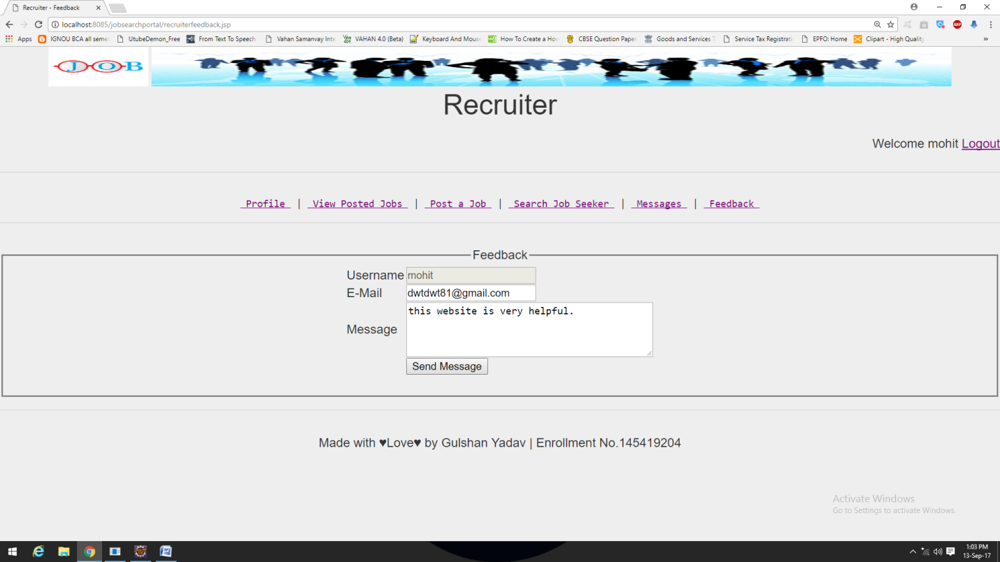 Recruiter - Feedback
localhost:8085/jobsearchportal/recruiterfeedback.jsp
Apps IGNOU BCA all semes UtubeDemon_Free From Text To Speech Vahan Samanvay Inte VAHAN 4.0 (Beta) Keyboard And Mouse How To Create a How CBSE Question Paper Goods and Services T Service Tax Registrati EPFO: Home Clipart - High Quality »
JOB
Recruiter
Welcome mohit Logout
Profile | View Posted Jobs | Post a Job | Search Job Seeker | Messages | Feedback
Feedback
Username mohit
E-Mail dwtdwt81@gmail.com
this website is very helpful.
Message
Send Message
Made with ♥Love♥ by Gulshan Yadav | Enrollment No.145419204
Activate Windows
Go to Settings to activate Windows.
1:03 PM
13-Sep-17